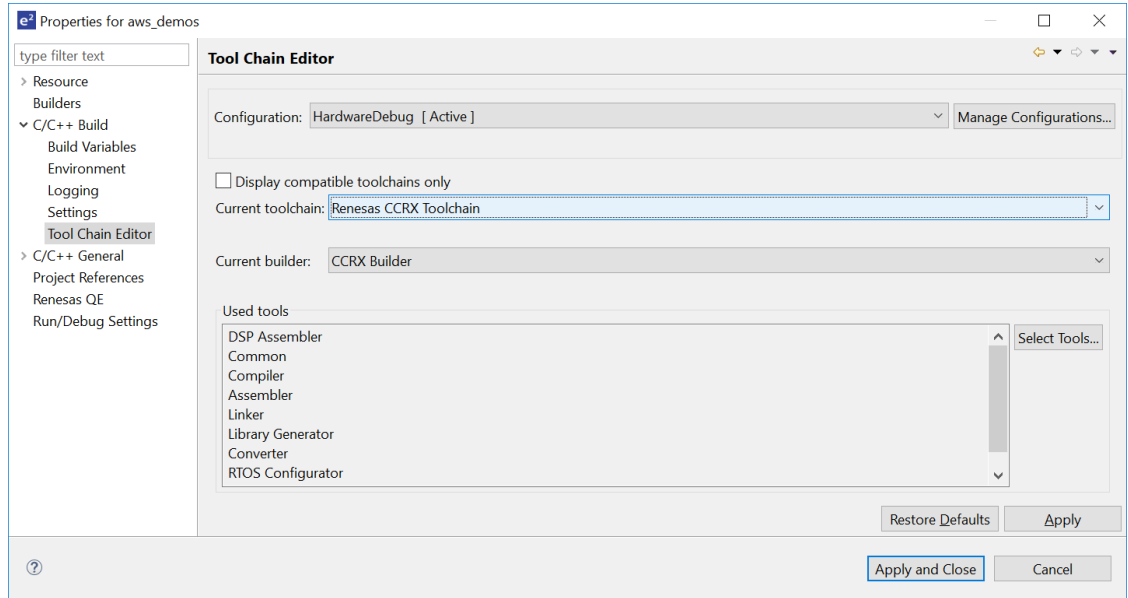 e² Properties for aws_demos
type filter text
Resource
Builders
C/C++ Build
Build Variables
Environment
Logging
Settings
Tool Chain Editor
C/C++ General
Project References
Renesas QE
Run/Debug Settings
Tool Chain Editor
Configuration: HardwareDebug [ Active ] Manage Configurations...
Display compatible toolchains only
Current toolchain: Renesas CCRX Toolchain
Current builder: CCRX Builder
Used tools
DSP Assembler
Select Tools...
Common
Compiler
Assembler
Linker
Library Generator
Converter
RTOS Configurator
Restore Defaults Apply
? Apply and Close Cancel